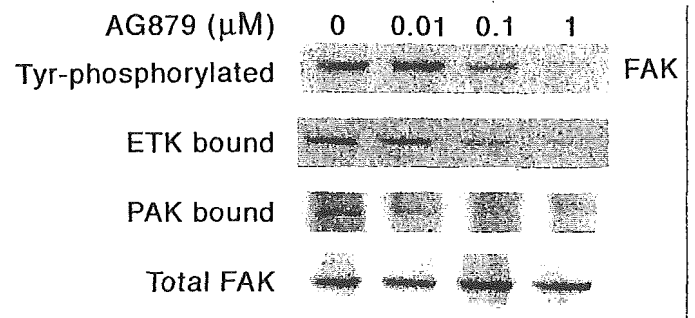 AG879 (μM) 0 0.01 0.1 1
Tyr-phosphorylated FAK
ETK bound
PAK bound
Total FAK